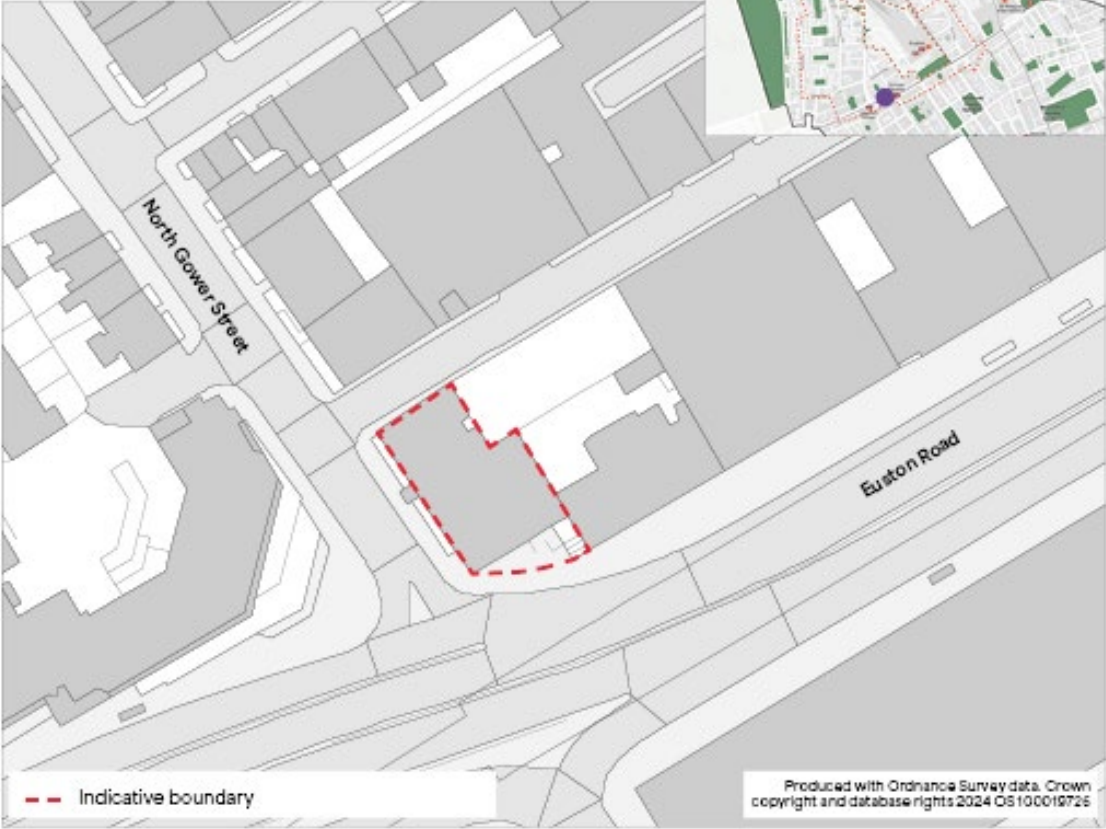 North Gower Street
Euston Road
Indicative boundary
Produced with Ordnance Survey data. Crown
copyright and database rights 2024 OS100019726